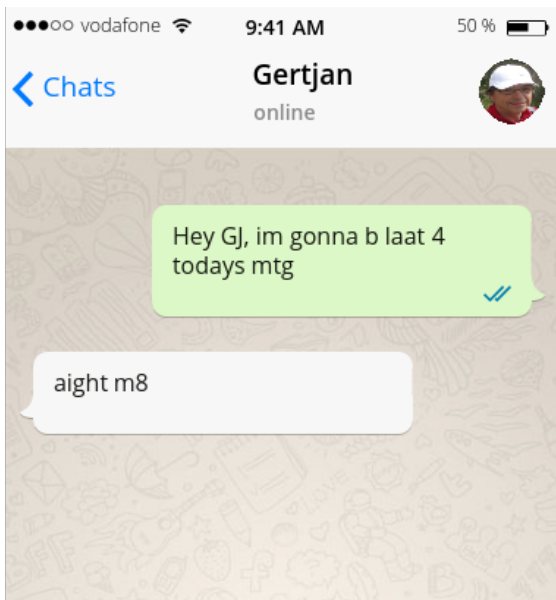 vodafone 9:41 AM 50 %
Chats Gertjan
online
Hey GJ, im gonna b laat 4
todays mtg
aight m8